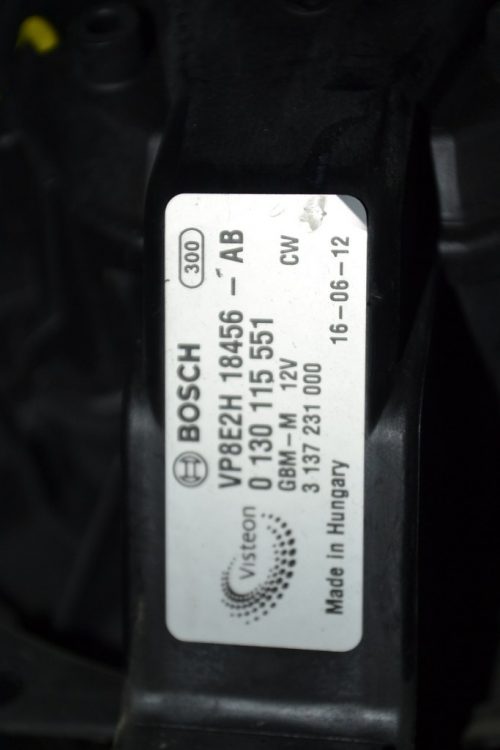 BOSCH 300
VP8E2H 18456 – AB
0 130 115 551
GBM – M 12V CW
3 137 231 000
Visteon
Made in Hungary 16-06-12